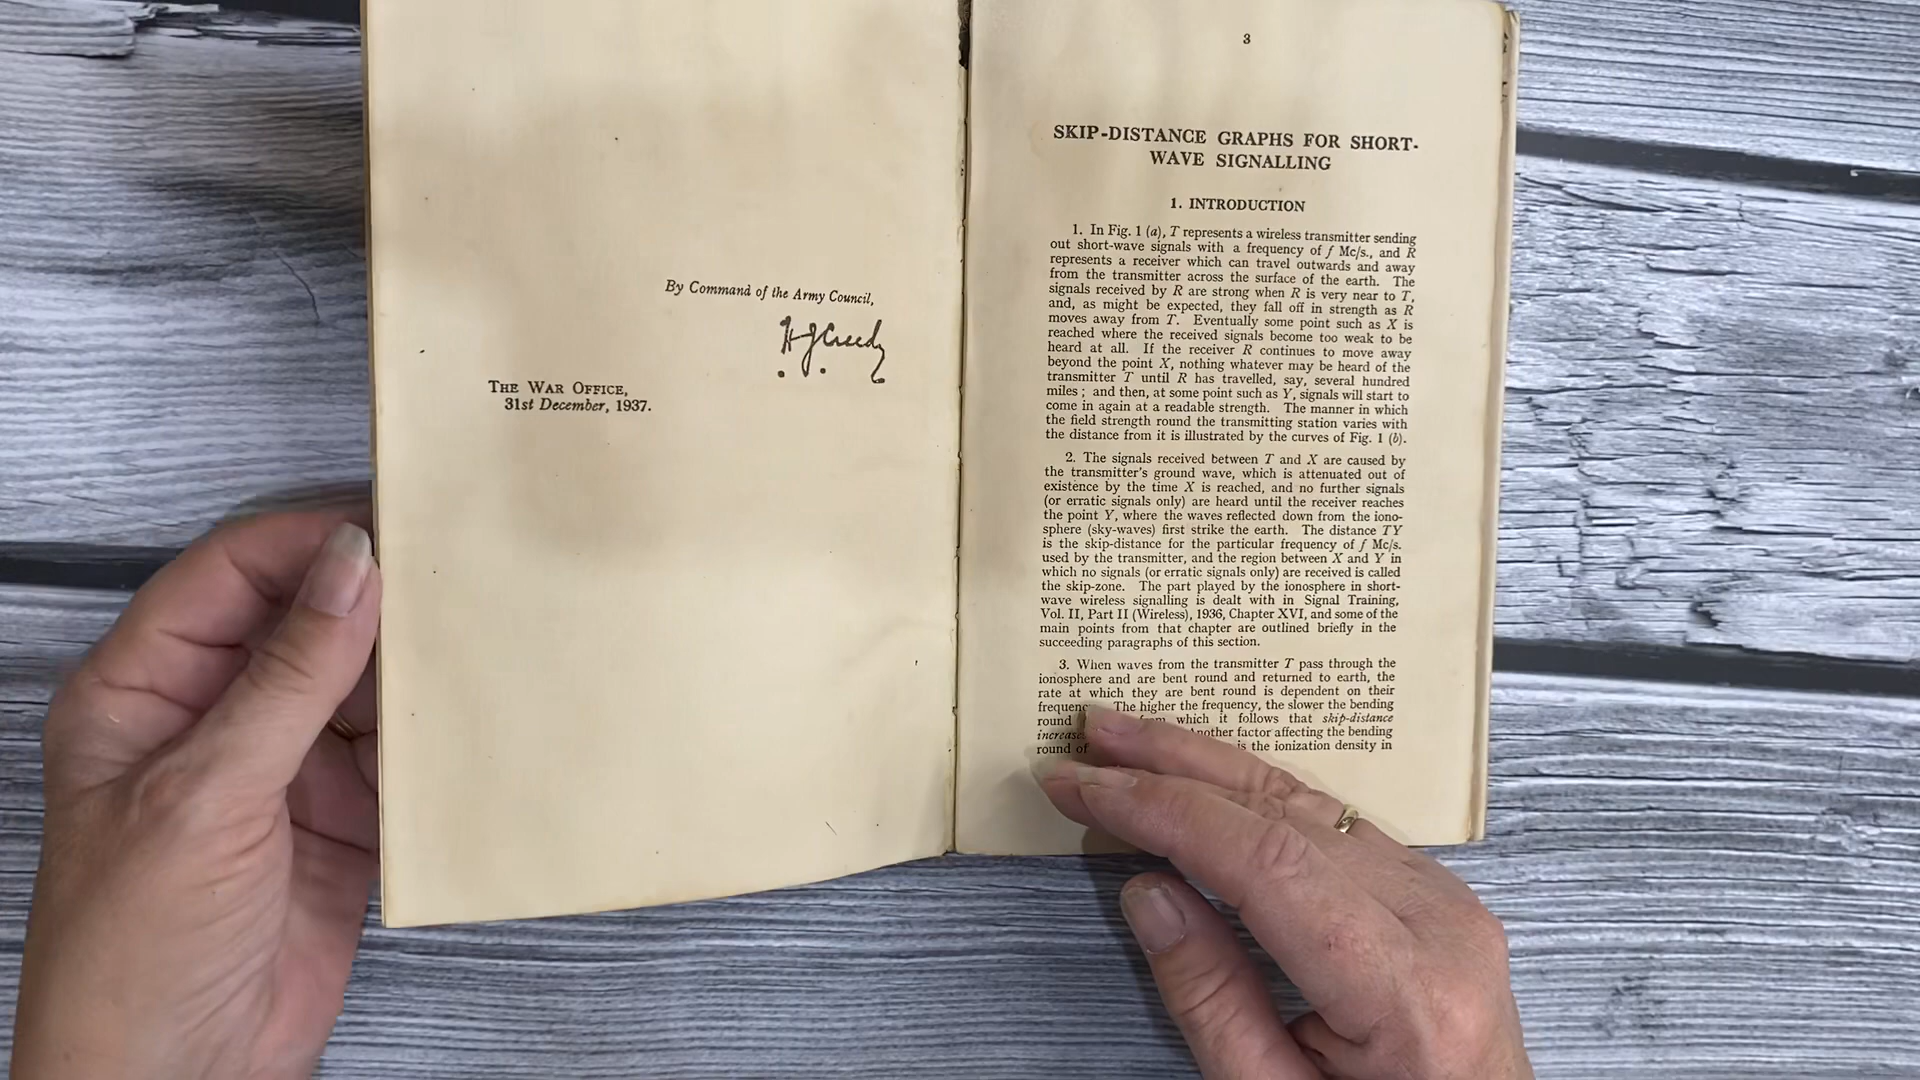 By Command of the Army Council,
H J Creedy
THE WAR OFFICE,
31st December, 1937.
3
SKIP-DISTANCE GRAPHS FOR SHORT-
WAVE SIGNALLING
1. INTRODUCTION
1. In Fig. 1 (a), T represents a wireless transmitter sending
out short-wave signals with a frequency of f Mc/s., and R
represents a receiver which can travel outwards and away
from the transmitter across the surface of the earth. The
signals received by R are strong when R is very near to T,
and, as might be expected, they fall off in strength as R
moves away from T. Eventually some point such as X is
reached where the received signals become too weak to be
heard at all. If the receiver R continues to move away
beyond the point X, nothing whatever may be heard of the
transmitter T until R has travelled, say, several hundred
miles ; and then, at some point such as Y, signals will start to
come in again at a readable strength. The manner in which
the field strength round the transmitting station varies with
the distance from it is illustrated by the curves of Fig. 1 (b).
2. The signals received between T and X are caused by
the transmitter's ground wave, which is attenuated out of
existence by the time X is reached, and no further signals
(or erratic signals only) are heard until the receiver reaches
the point Y, where the waves reflected down from the iono-
sphere (sky-waves) first strike the earth. The distance TY
is the skip-distance for the particular frequency of f Mc/s.
used by the transmitter, and the region between X and Y in
which no signals (or erratic signals only) are received is called
the skip-zone. The part played by the ionosphere in short-
wave wireless signalling is dealt with in Signal Training,
Vol. II, Part II (Wireless), 1936, Chapter XVI, and some of the
main points from that chapter are outlined briefly in the
succeeding paragraphs of this section.
3. When waves from the transmitter T pass through the
ionosphere and are bent round and returned to earth, the
rate at which they are bent round is dependent on their
The higher the frequency, the slower the bending
round which it follows that skip-distance
Another factor affecting the bending
round of is the ionization density in